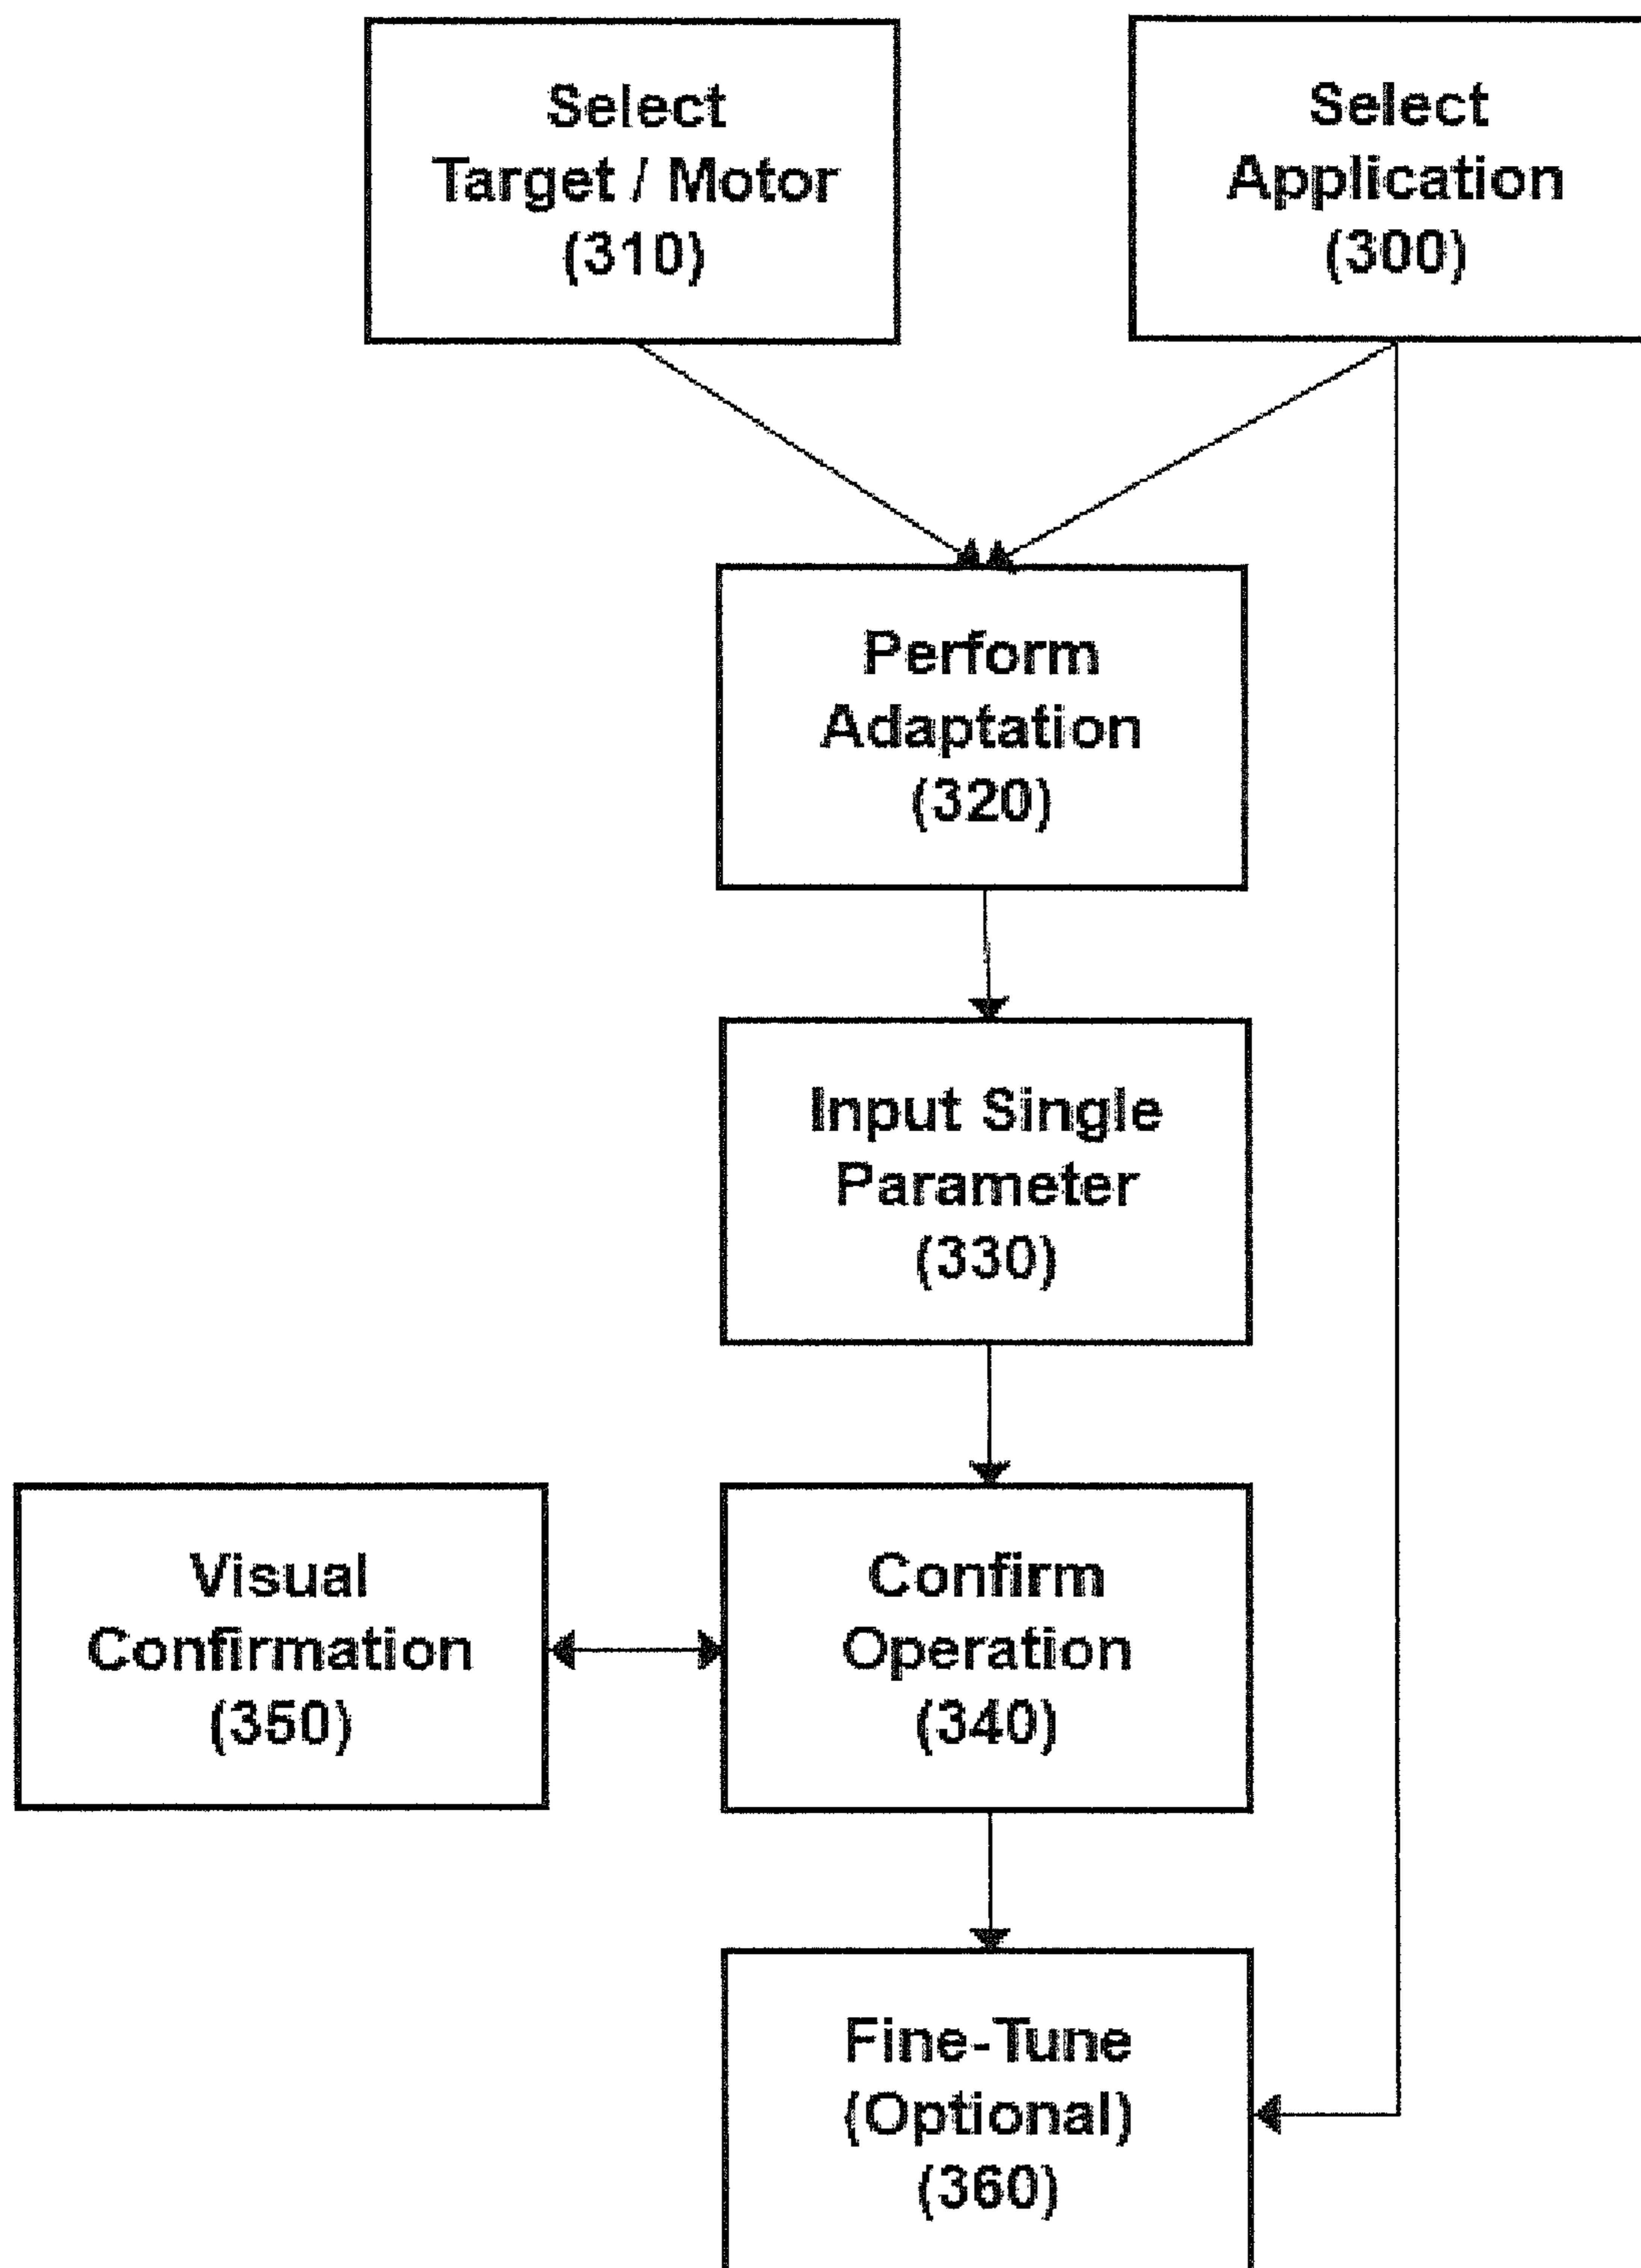 Select
Target / Motor
(310)
Select
Application
(300)
Perform
Adaptation
(320)
Input Single
Parameter
(330)
Visual
Confirmation
(350)
Confirm
Operation
(340)
Fine-Tune
(Optional)
(360)